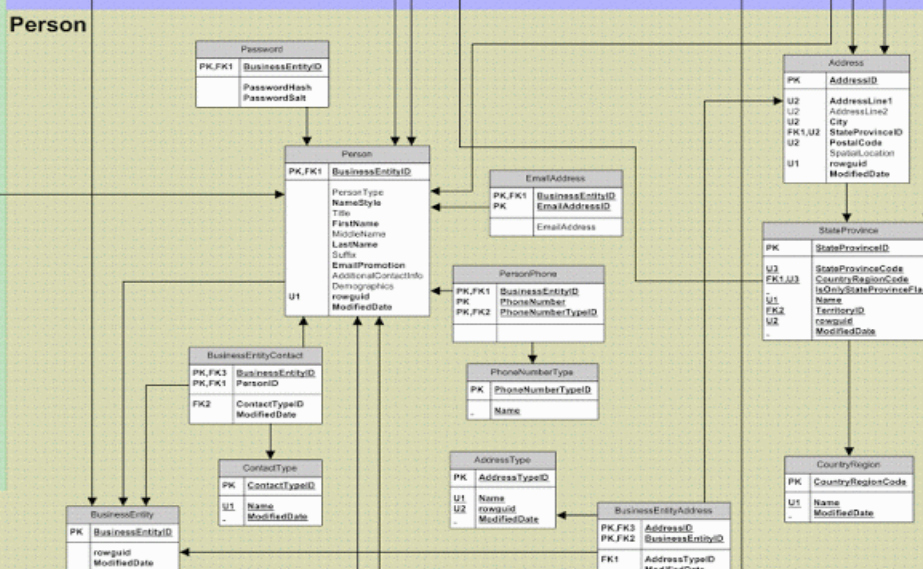 Person
Password
PK,FK1 BusinessEntityID
PasswordHash
PasswordSalt
Person
PK,FK1 BusinessEntityID
PersonType
NameStyle
Title
FirstName
MiddleName
LastName
Suffix
EmailPromotion
AdditionalContactInfo
Demographics
U1 rowguid
ModifiedDate
EmailAddress
PK,FK1 BusinessEntityID
PK EmailAddressID
EmailAddress
Address
PK AddressID
U2 AddressLine1
U2 AddressLine2
U2 City
FK1,U2 StateProvinceID
U2 PostalCode
SpatialLocation
U1 rowguid
ModifiedDate
PersonPhone
PK,FK1 BusinessEntityID
PK PhoneNumber
PK,FK2 PhoneNumberTypeID
StateProvince
PK StateProvinceID
U3 StateProvinceCode
FK1,U3 CountryRegionCode
IsOnlyStateProvinceFla
U1 Name
FK2 TerritoryID
U2 rowguid
ModifiedDate
BusinessEntityContact
PK,FK3 BusinessEntityID
PK,FK1 PersonID
FK2 ContactTypeID
ModifiedDate
PhoneNumberType
PK PhoneNumberTypeID
Name
ContactType
PK ContactTypeID
U1 Name
ModifiedDate
AddressType
PK AddressTypeID
U1 Name
U2 rowguid
ModifiedDate
CountryRegion
PK CountryRegionCode
U1 Name
ModifiedDate
BusinessEntity
PK BusinessEntityID
rowguid
ModifiedDate
BusinessEntityAddress
PK,FK3 AddressID
PK,FK2 BusinessEntityID
FK1 AddressTypeID
ModifiedDate